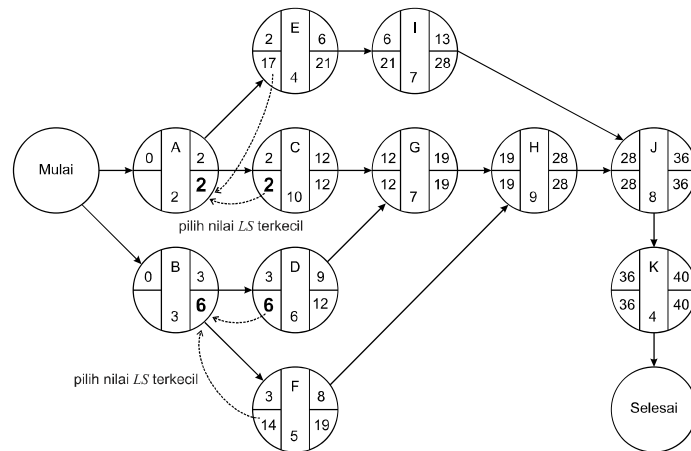 E
2 6
17 21
4
I
6 13
21 28
7
Mulai
A
0 2
2
2
C
2 12
2 12
10
G
12 19
12 19
7
H
19 28
19 28
9
J
28 36
28 36
8
pilih nilai LS terkecil
B
0 3
6
3
D
3 9
6 12
6
K
36 40
36 40
4
pilih nilai LS terkecil
F
3 8
14 19
5
Selesai